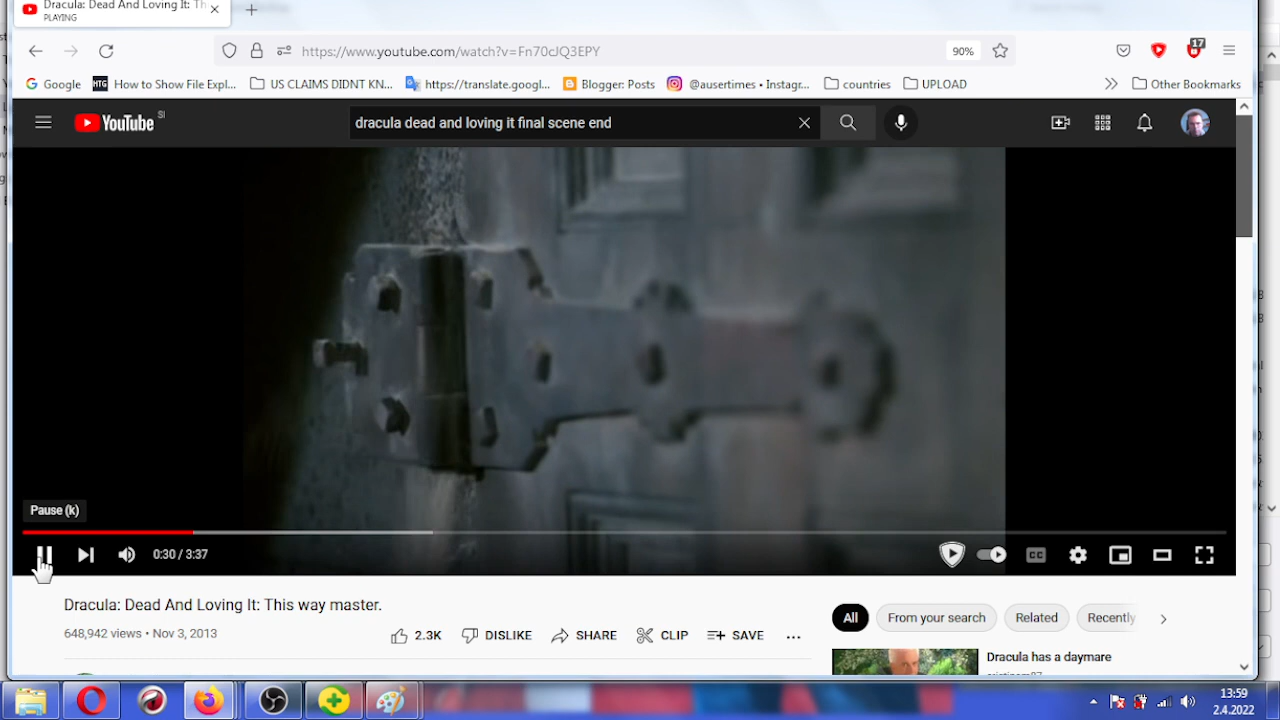 Dracula: Dead And Loving It: Th
PLAYING
https://www.youtube.com/watch?v=Fn70cJQ3EPY
90%
17
Google
HTG
How to Show File Expl...
US CLAIMS DIDNT KN...
https://translate.googl...
Blogger: Posts
@ausertimes • Instagr...
countries
UPLOAD
Other Bookmarks
YouTube SI
dracula dead and loving it final scene end
Pause (k)
0:30 / 3:37
CC
Dracula: Dead And Loving It: This way master.
648,942 views • Nov 3, 2013
2.3K
DISLIKE
SHARE
CLIP
SAVE
All
From your search
Related
Recently
Dracula has a daymare
13:59
2.4.2022